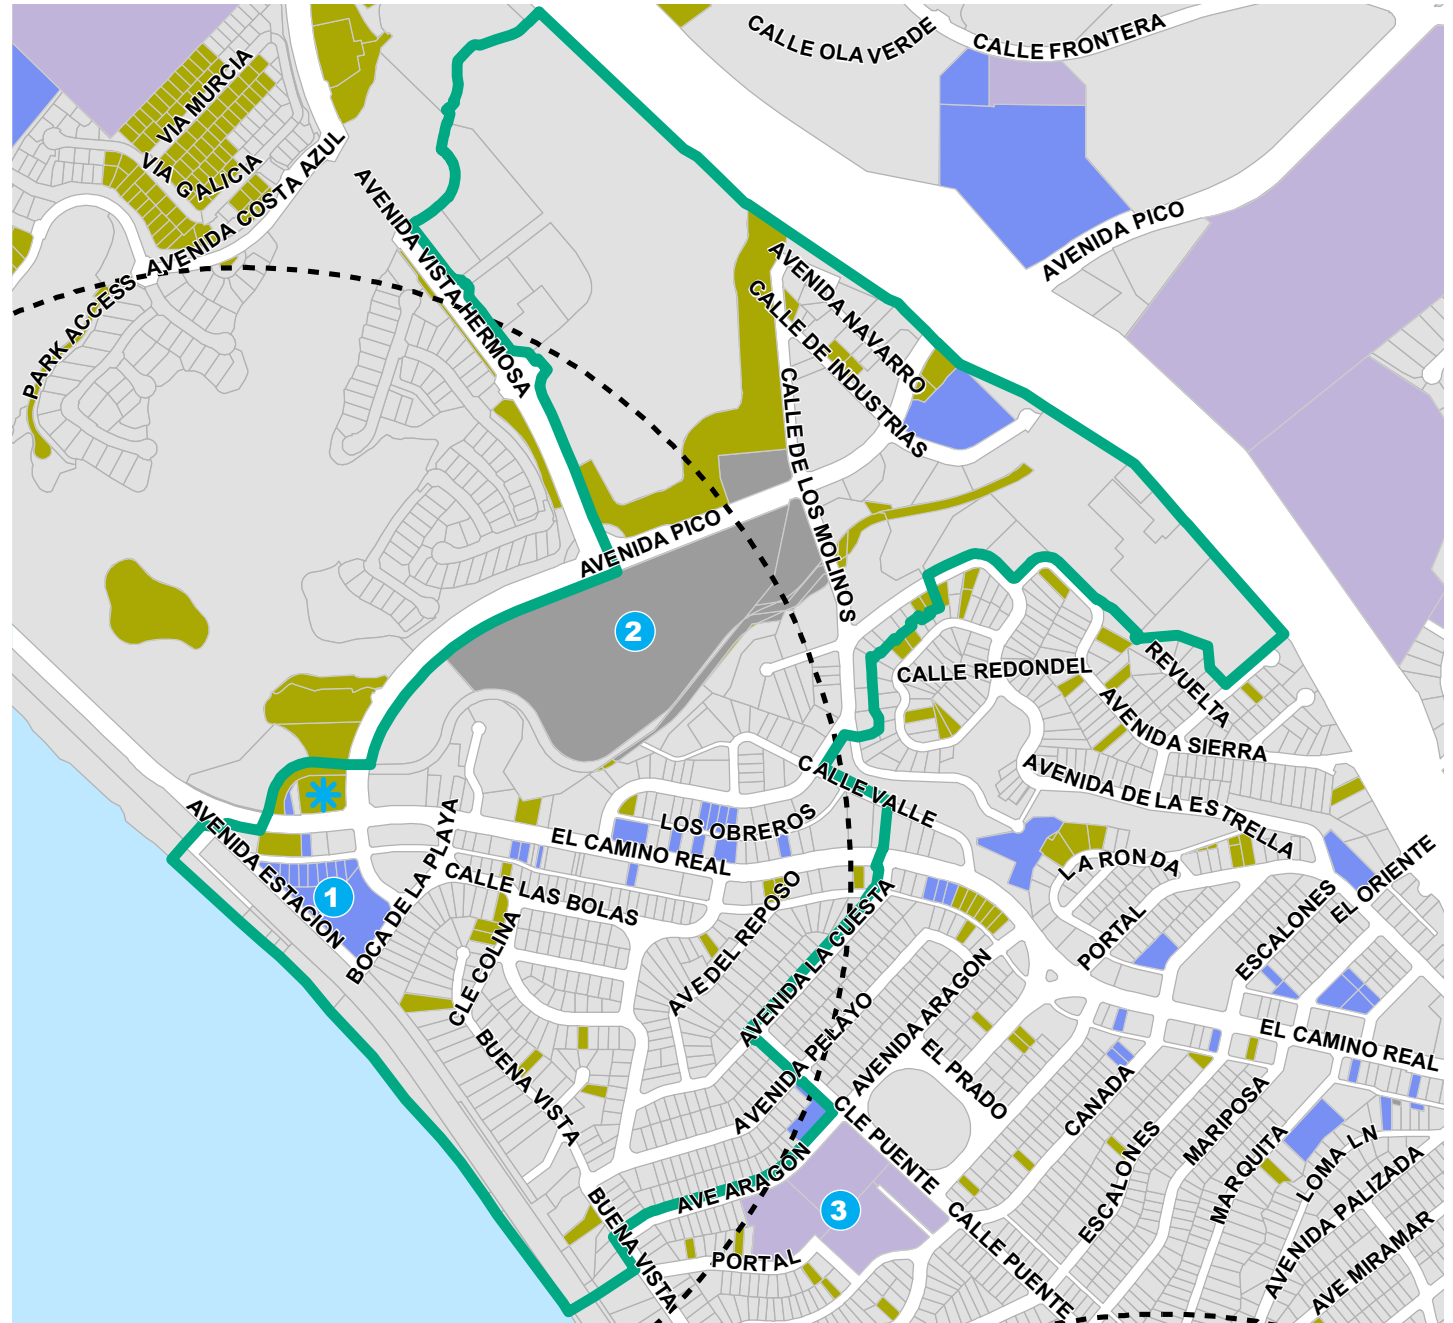 CALLE OLA VERDE
CALLE FRONTERA
VIA MURCIA
VIA GALICIA
AVENIDA COSTA AZUL
PARK ACCESS
AVENIDA VISTA HERMOSA
AVENIDA PICO
AVENIDA NAVARRO
CALLE DE INDUSTRIAS
CALLE DE LOS MOLINOS
AVENIDA PICO
2
CALLE REDONDEL
REVUELTA
AVENIDA SIERRA
AVENIDA DE LA ESTRELLA
CALLE VALLE
LOS OBREROS
EL CAMINO REAL
AVENIDA ESTACION
1
BOCA DE LA PLAYA
CALLE LAS BOLAS
CLE COLINA
AVE DEL REPOSO
AVENIDA LA CUESTA
LA RONDA
PORTAL
ESCALONES
EL ORIENTE
EL CAMINO REAL
BUENA VISTA
AVENIDA PELAYO
AVENIDA ARAGON
EL PRADO
CANADA
CLE PUENTE
AVE ARAGON
3
BUENA VISTA
PORTAL
CALLE PUENTE
ESCALONES
MARIPOSA
MARQUITA
LOMA LN
AVENIDA PALIZADA
AVE MIRAMAR